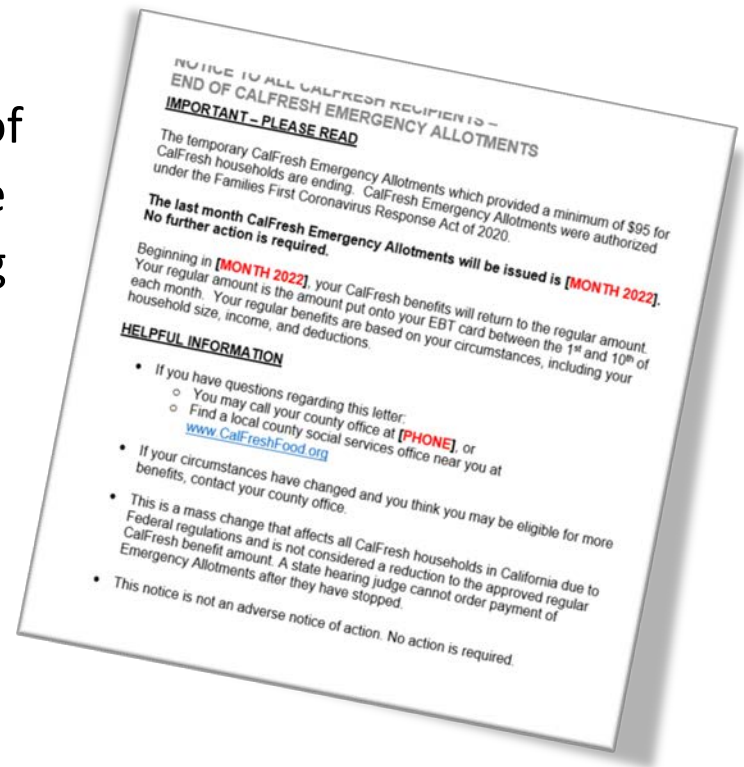 of
e
g
NOTICE TO ALL CALFRESH RECIPIENTS –
END OF CALFRESH EMERGENCY ALLOTMENTS
IMPORTANT – PLEASE READ
The temporary CalFresh Emergency Allotments which provided a minimum of $95 for
CalFresh households are ending. CalFresh Emergency Allotments were authorized
under the Families First Coronavirus Response Act of 2020.
The last month CalFresh Emergency Allotments will be issued is [MONTH 2022].
No further action is required.
Beginning in [MONTH 2022], your CalFresh benefits will return to the regular amount.
Your regular amount is the amount put onto your EBT card between the 1st and 10th of
each month. Your regular benefits are based on your circumstances, including your
household size, income, and deductions.
HELPFUL INFORMATION
• If you have questions regarding this letter:
○ You may call your county office at [PHONE], or
○ Find a local county social services office near you at
www.CalFreshFood.org
• If your circumstances have changed and you think you may be eligible for more
benefits, contact your county office.
• This is a mass change that affects all CalFresh households in California due to
Federal regulations and is not considered a reduction to the approved regular
CalFresh benefit amount. A state hearing judge cannot order payment of
Emergency Allotments after they have stopped.
• This notice is not an adverse notice of action. No action is required.